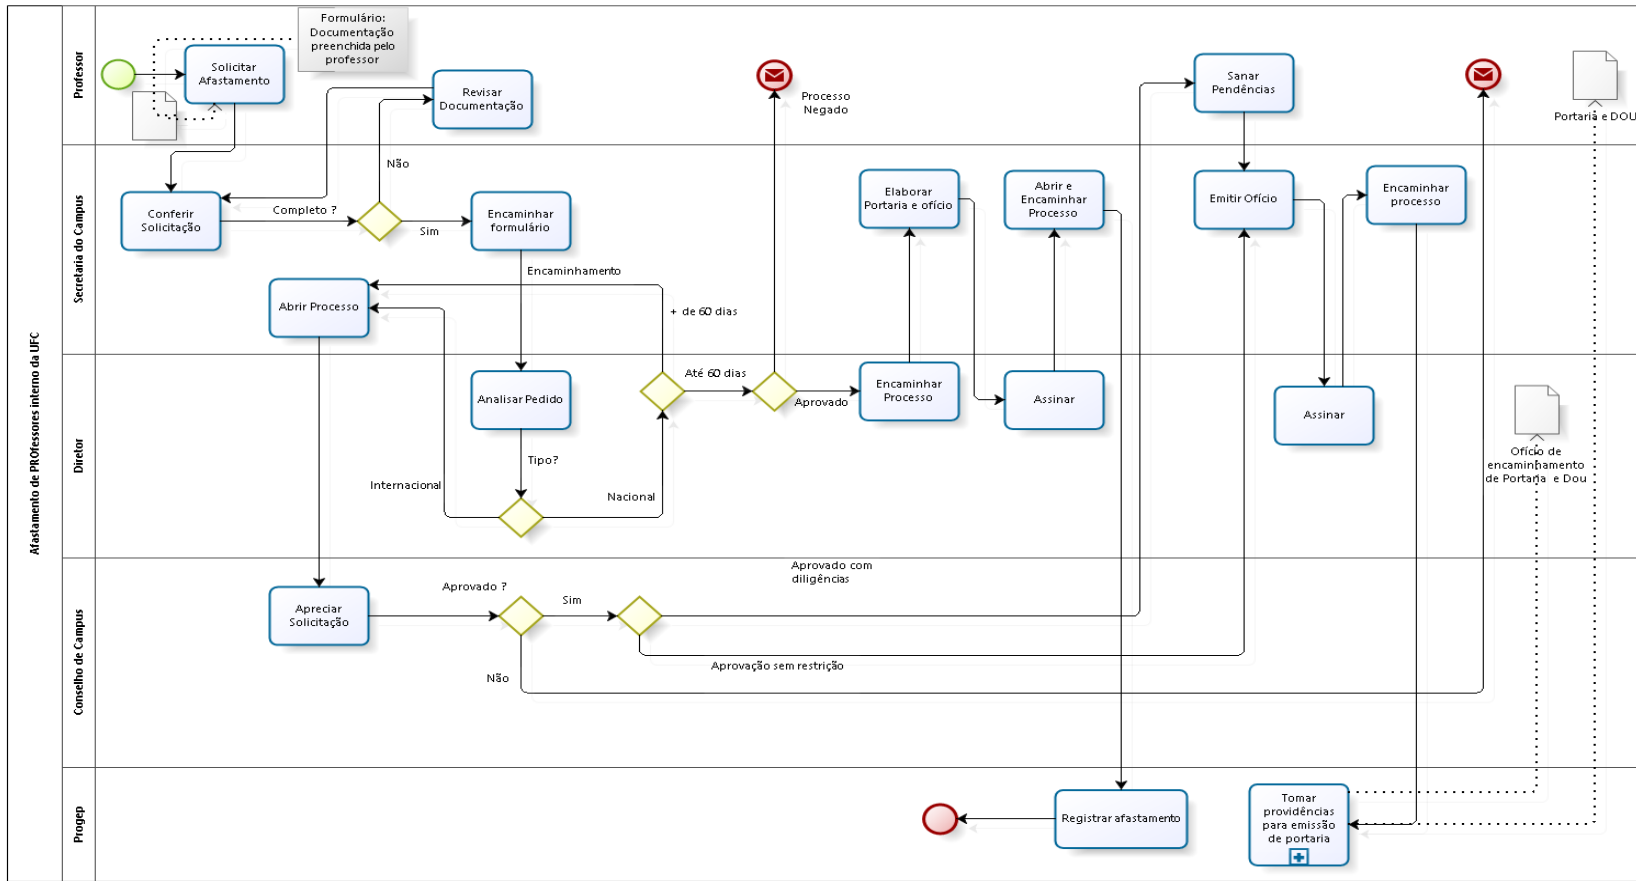 Afastamento de PROfessores interno da UFC
Professor
Formulário:
Documentação
preenchida pelo
professor
Solicitar
Afastamento
Revisar
Documentação
Processo
Negado
Sanar
Pendências
Portaria e DOU
Não
Secretaria do Campus
Conferir
Solicitação
Completo ?
Sim
Encaminhar
formulário
Encaminhamento
Abrir Processo
+ de 60 dias
Elaborar
Portaria e ofício
Abrir e
Encaminhar
Processo
Emitir Ofício
Encaminhar
processo
Diretor
Analisar Pedido
Tipo?
Internacional
Nacional
Até 60 dias
Aprovado
Encaminhar
Processo
Assinar
Assinar
Ofício de
encaminhamento
de Portaria e Dou
Conselho de Campus
Apreciar
Solicitação
Aprovado ?
Sim
Não
Aprovado com
diligências
Aprovação sem restrição
Progep
Registrar afastamento
Tomar
providências
para emissão
de portaria